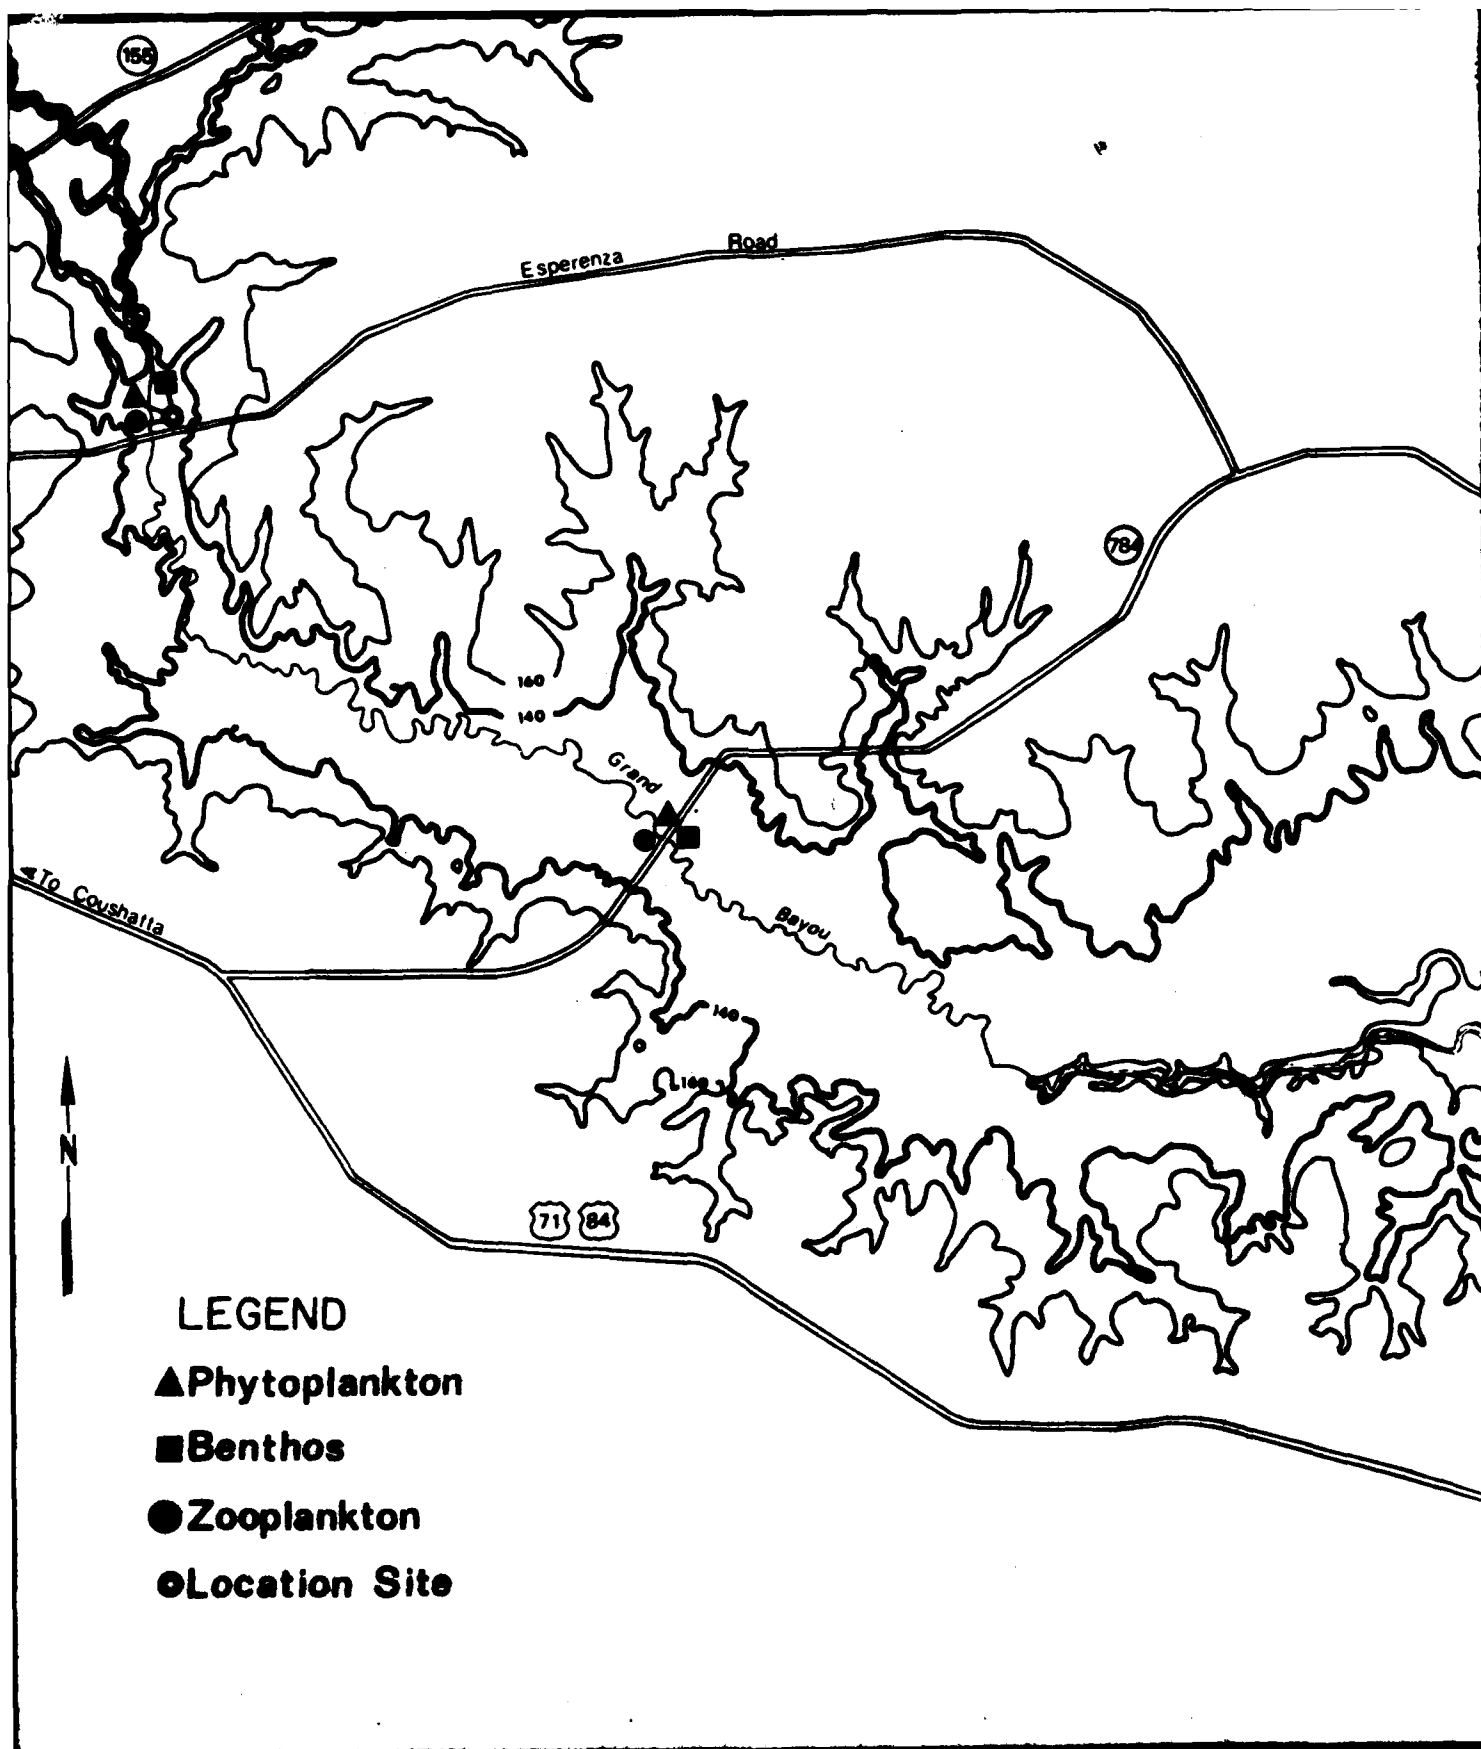 155
Esperenza Road
784
160
140
Grand
Bayou
To Coushatta
140
160
N
71 84
LEGEND
Phytoplankton
Benthos
Zooplankton
Location Site